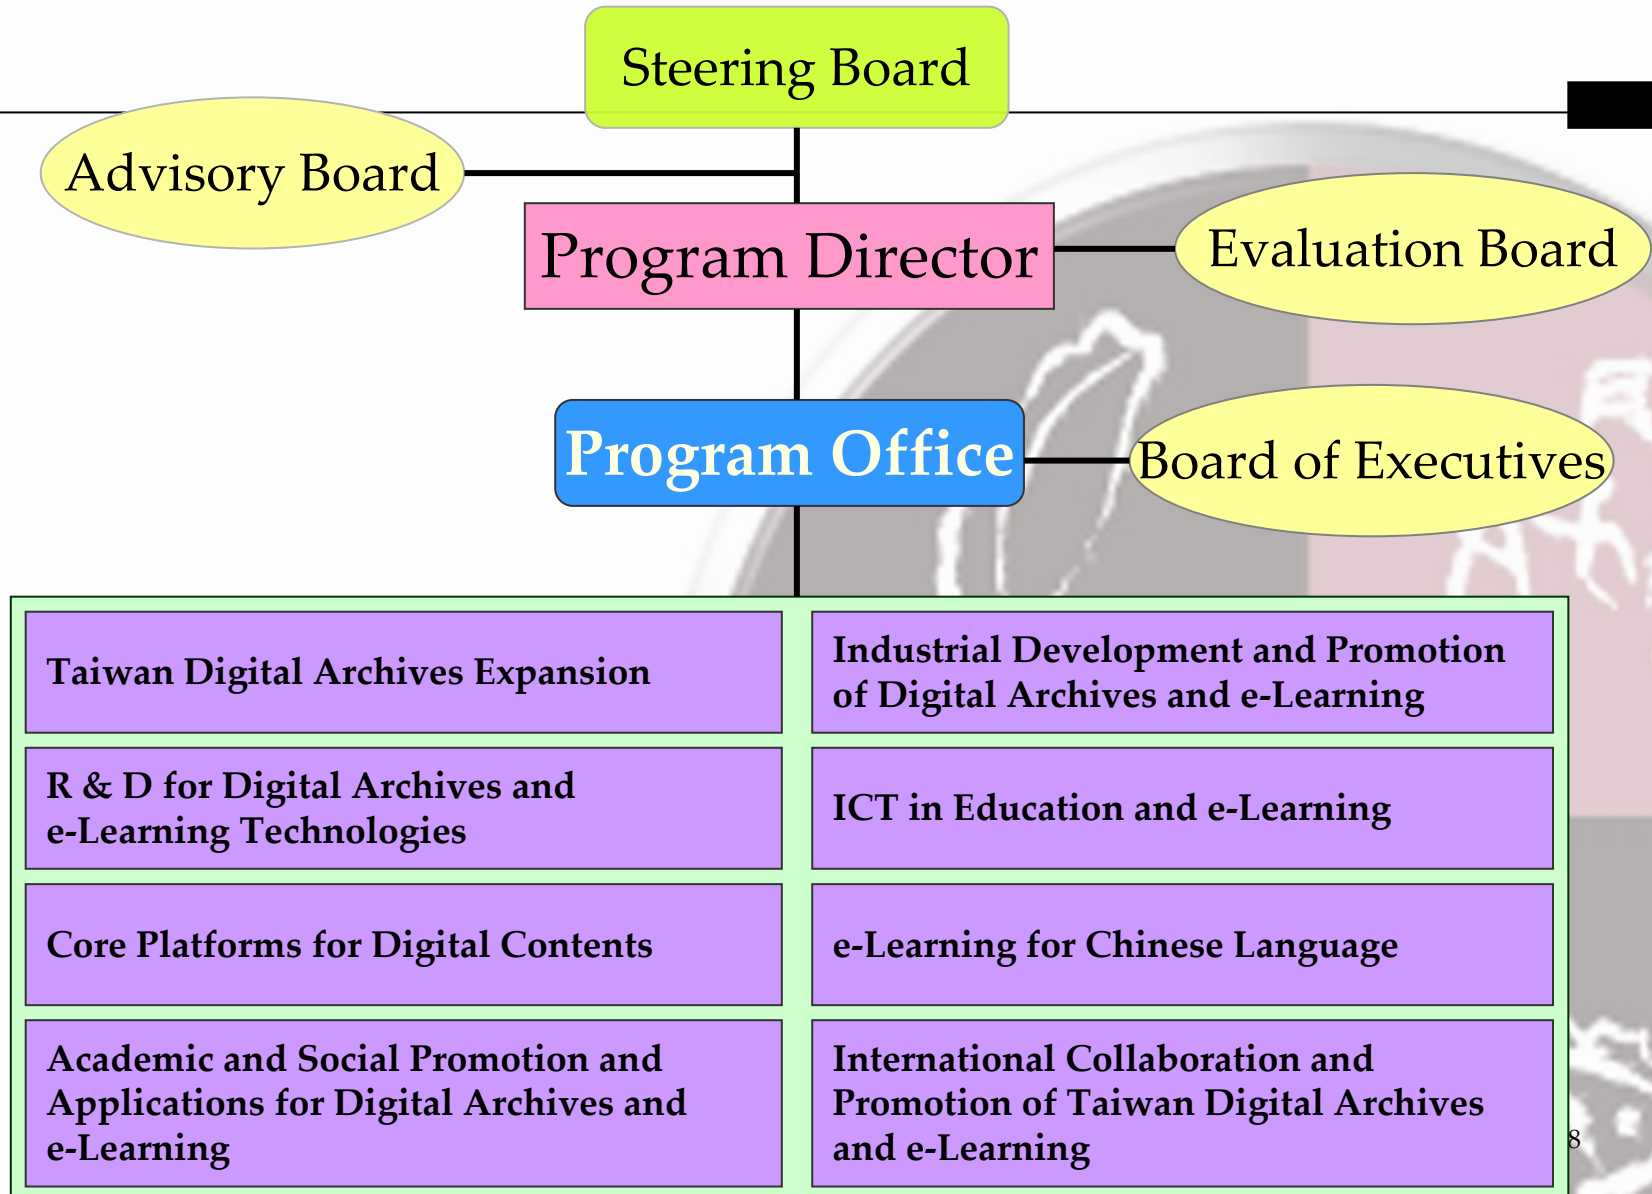 Steering Board
Advisory Board
Program Director
Evaluation Board
Program Office
Board of Executives
Taiwan Digital Archives Expansion
Industrial Development and Promotion
of Digital Archives and e-Learning
R & D for Digital Archives and
e-Learning Technologies
ICT in Education and e-Learning
Core Platforms for Digital Contents
e-Learning for Chinese Language
Academic and Social Promotion and
Applications for Digital Archives and
e-Learning
International Collaboration and
Promotion of Taiwan Digital Archives
and e-Learning
8